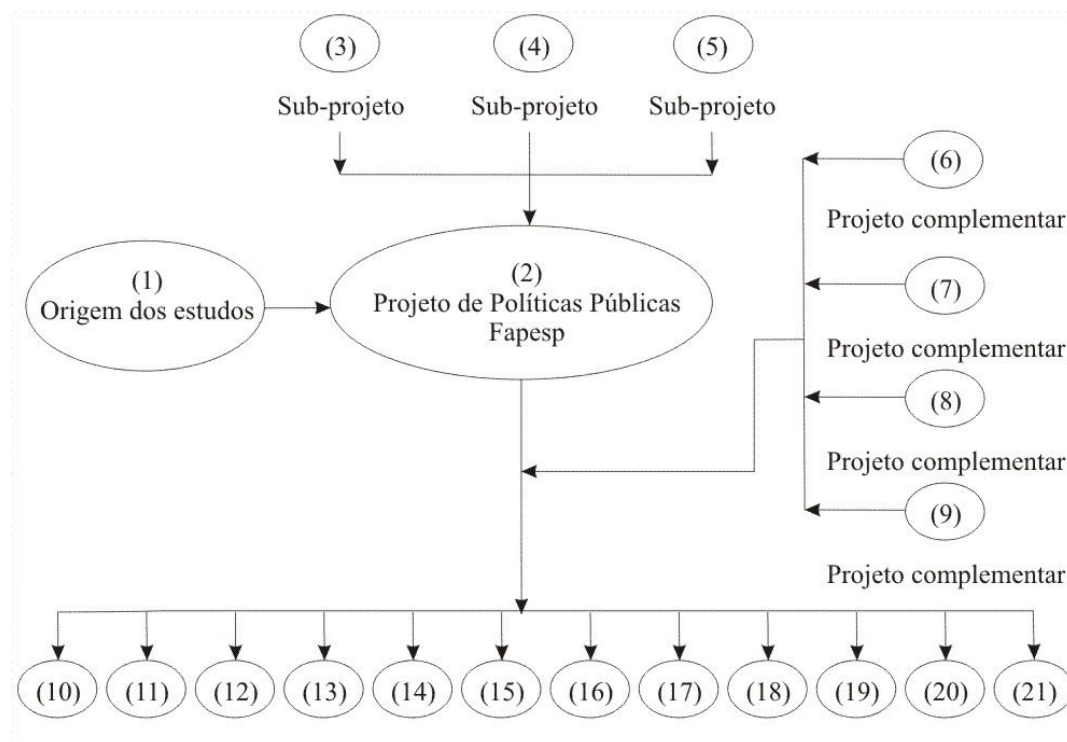 (3) (4) (5)
Sub-projeto Sub-projeto Sub-projeto
(6)
Projeto complementar
(1)
Origem dos estudos
(2)
Projeto de Políticas Públicas
Fapesp
(7)
Projeto complementar
(8)
Projeto complementar
(9)
Projeto complementar
(10) (11) (12) (13) (14) (15) (16) (17) (18) (19) (20) (21)